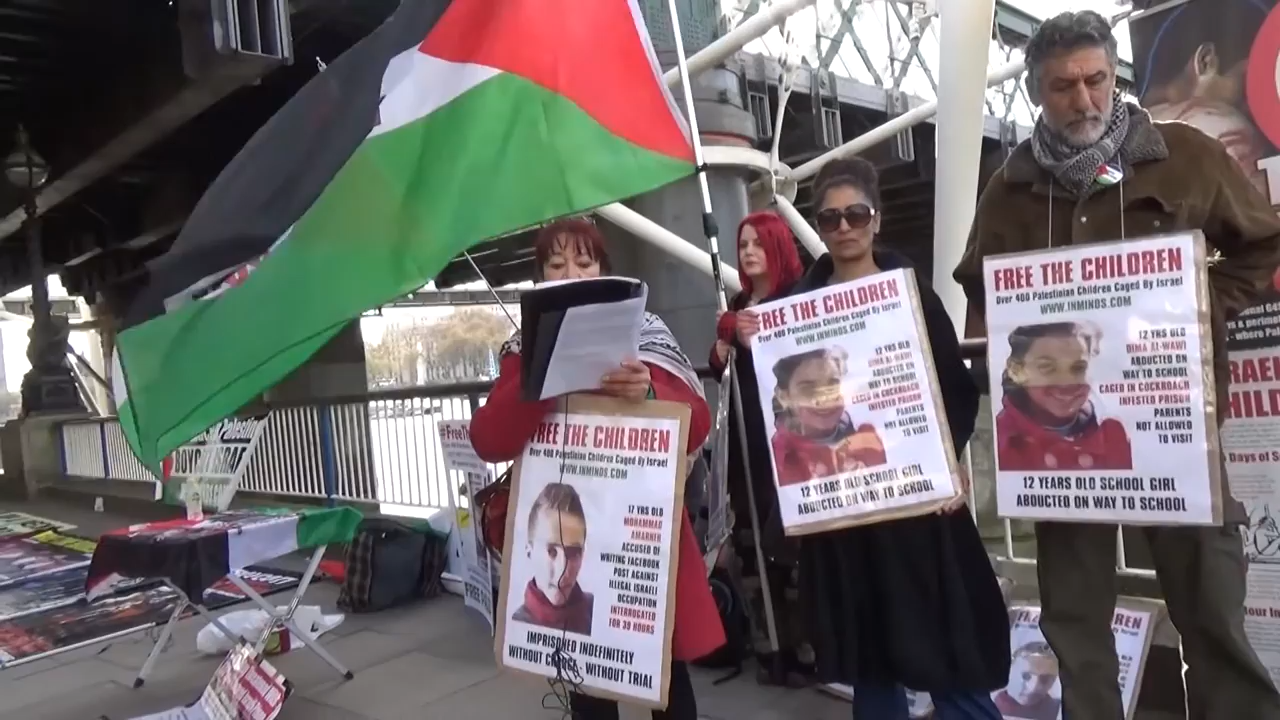 FREE THE CHILDREN
Over 400 Palestinian Children Caged By Israel
WWW.INMINDS.COM
17 YRS OLD
MOHAMMAD
AMARNEH
ACCUSED OF
WRITING FACEBOOK
POST AGAINST
ILLEGAL ISRAELI
OCCUPATION
INTERROGATED
FOR 39 HOURS
IMPRISONED INDEFINITELY
WITHOUT CHARGE - WITHOUT TRIAL
FREE THE CHILDREN
Over 400 Palestinian Children Caged By Israel
WWW.INMINDS.COM
12 YRS OLD
DIMA AL-WAWI
ABDUCTED ON
WAY TO SCHOOL
CAGED IN COCKROACH
INFESTED PRISON
PARENTS
NOT ALLOWED
TO VISIT
12 YEARS OLD SCHOOL GIRL
ABDUCTED ON WAY TO SCHOOL
FREE THE CHILDREN
Over 400 Palestinian Children Caged By Israel
WWW.INMINDS.COM
12 YRS OLD
DIMA AL-WAWI
ABDUCTED ON
WAY TO SCHOOL
CAGED IN COCKROACH
INFESTED PRISON
PARENTS
NOT ALLOWED
TO VISIT
12 YEARS OLD SCHOOL GIRL
ABDUCTED ON WAY TO SCHOOL